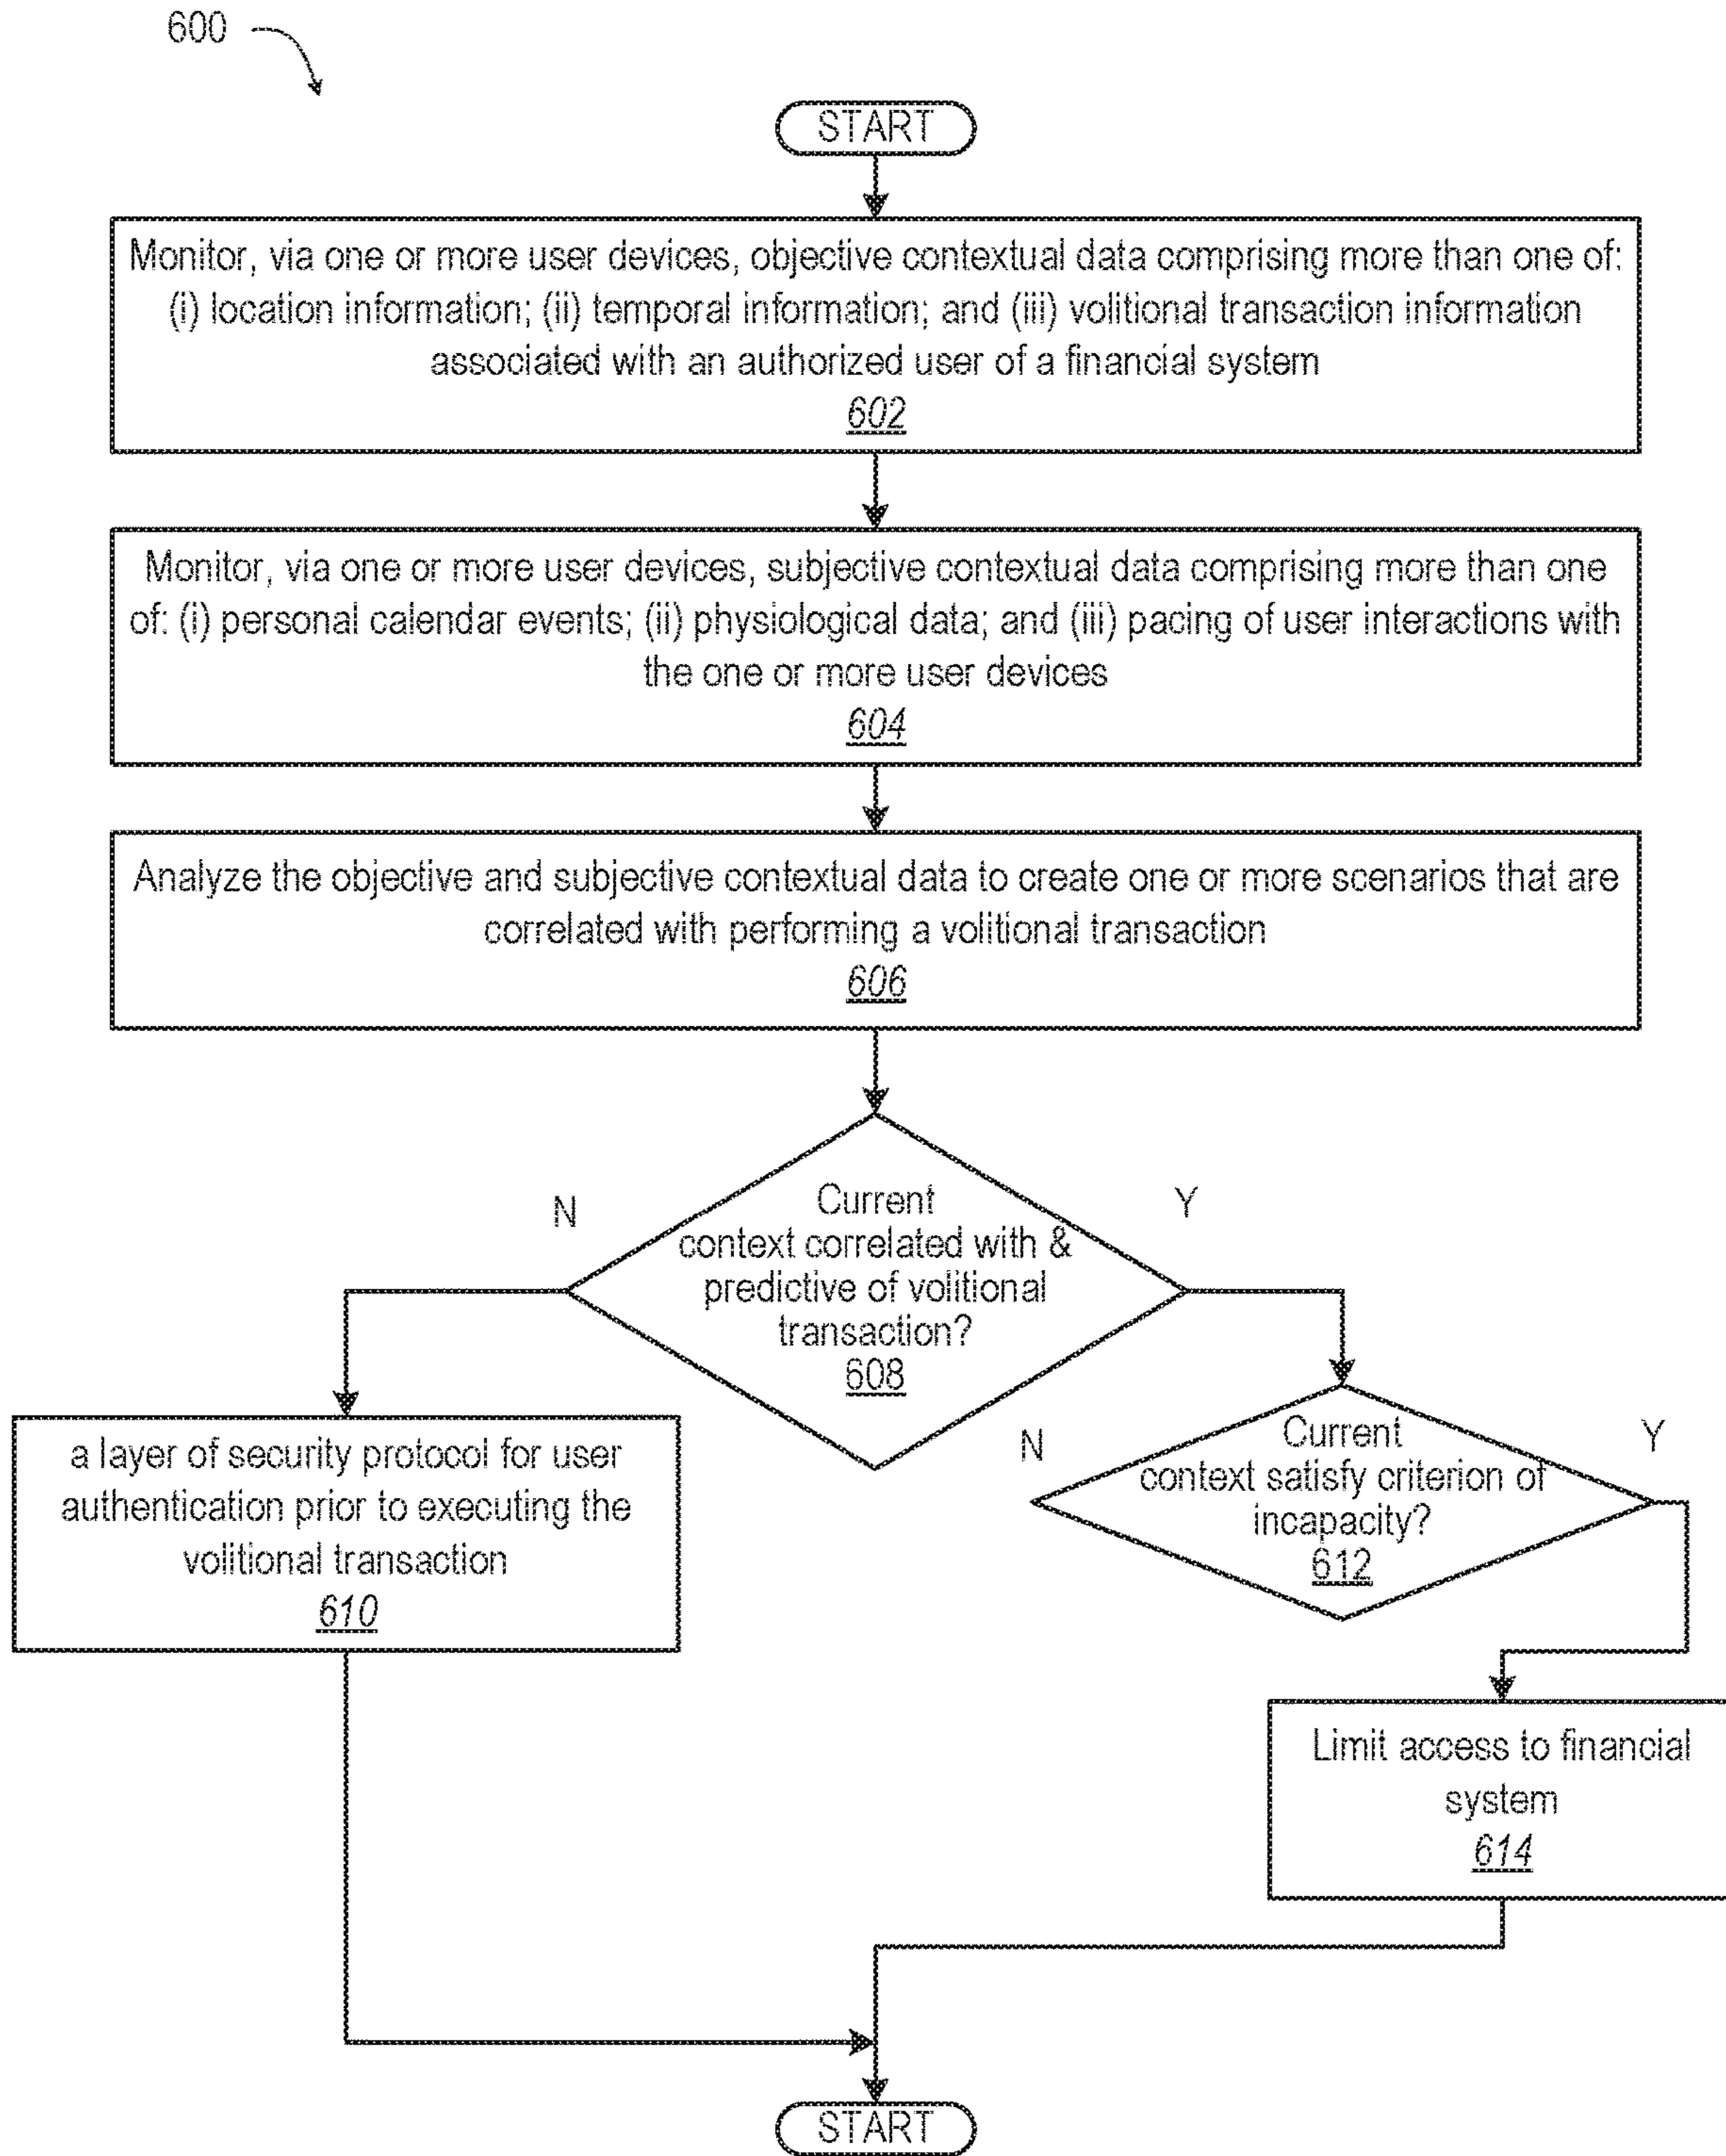 600
START
Monitor, via one or more user devices, objective contextual data comprising more than one of:
(i) location information; (ii) temporal information; and (iii) volitional transaction information
associated with an authorized user of a financial system
602
Monitor, via one or more user devices, subjective contextual data comprising more than one
of: (i) personal calendar events; (ii) physiological data; and (iii) pacing of user interactions with
the one or more user devices
604
Analyze the objective and subjective contextual data to create one or more scenarios that are
correlated with performing a volitional transaction
606
N
Y
Current
context correlated with &
predictive of volitional
transaction?
608
a layer of security protocol for user
authentication prior to executing the
volitional transaction
610
N
Y
Current
context satisfy criterion of
incapacity?
612
Limit access to financial
system
614
START